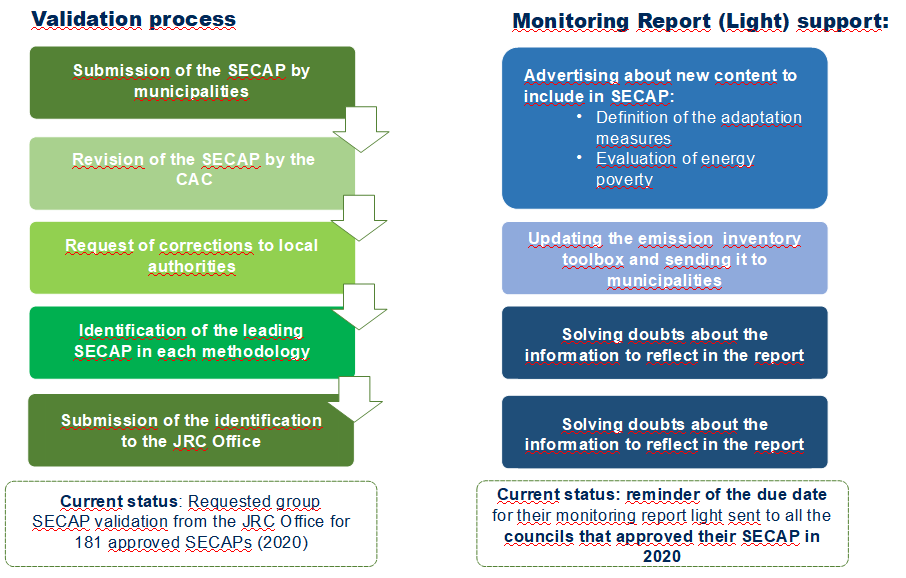 Validation process
Submission of the SECAP by
municipalities
Revision of the SECAP by the
CAC
Request of corrections to local
authorities
Identification of the leading
SECAP in each methodology
Submission of the identification
to the JRC Office
Current status: Requested group
SECAP validation from the JRC Office for
181 approved SECAPs (2020)
Monitoring Report (Light) support:
Advertising about new content to
include in SECAP:
• Definition of the adaptation
measures
• Evaluation of energy
poverty
Updating the emission inventory
toolbox and sending it to
municipalities
Solving doubts about the
information to reflect in the report
Solving doubts about the
information to reflect in the report
Current status: reminder of the due date
for their monitoring report light sent to all the
councils that approved their SECAP in
2020